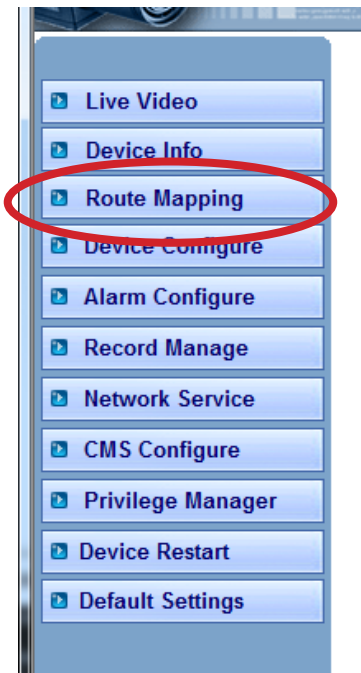 Live Video
Device Info
Route Mapping
Device Configure
Alarm Configure
Record Manage
Network Service
CMS Configure
Privilege Manager
Device Restart
Default Settings